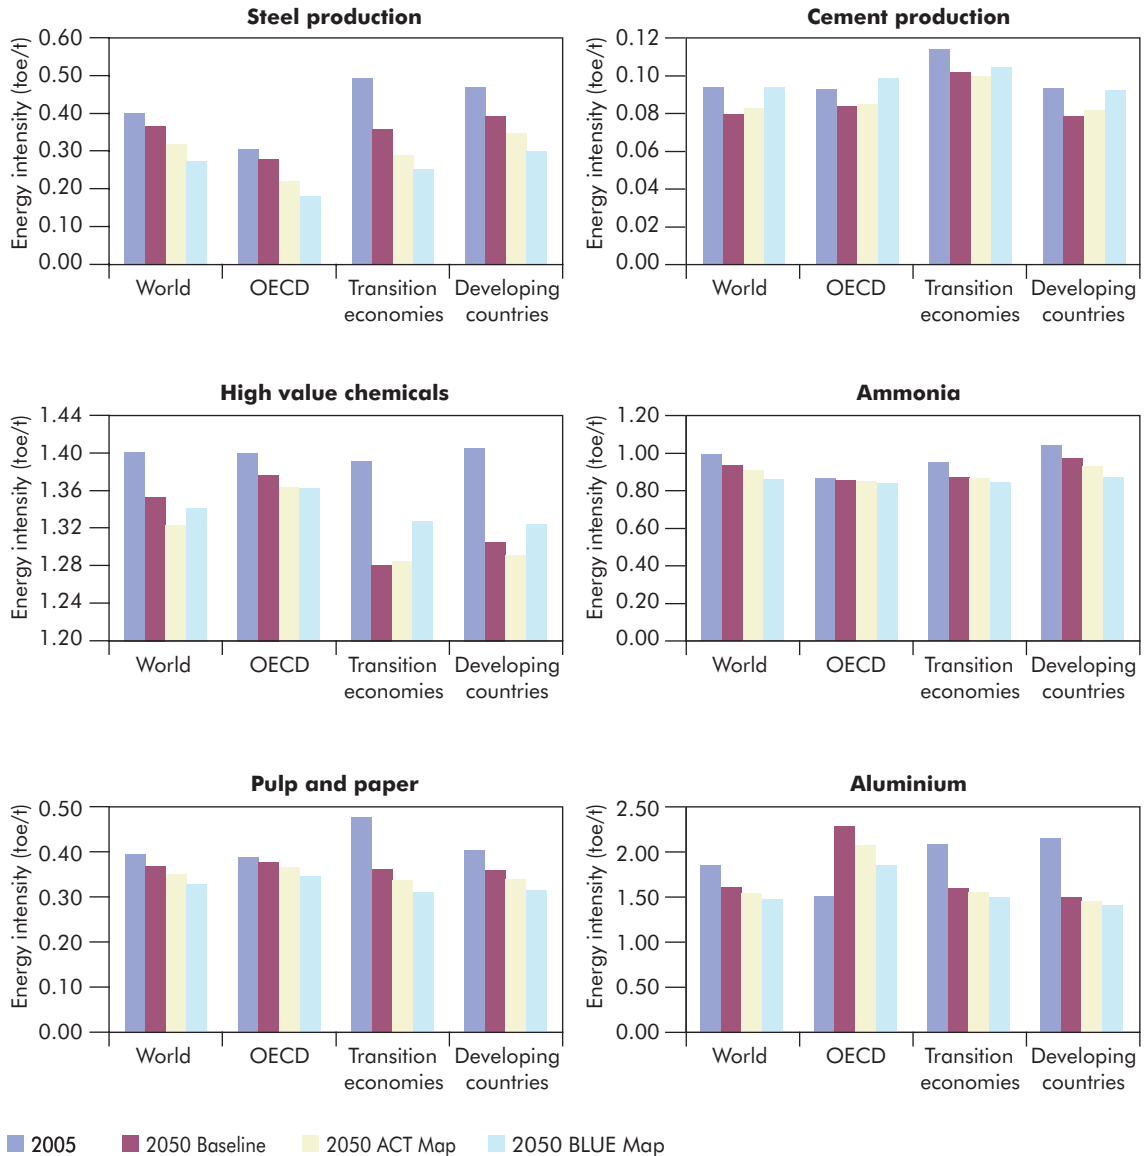 Steel production
Energy intensity (toe/t)
0.60
0.50
0.40
0.30
0.20
0.10
0.00
World
OECD
Transition
economies
Developing
countries
Cement production
Energy intensity (toe/t)
0.12
0.10
0.08
0.06
0.04
0.02
0.00
World
OECD
Transition
economies
Developing
countries
High value chemicals
Energy intensity (toe/t)
1.44
1.40
1.36
1.32
1.28
1.24
1.20
World
OECD
Transition
economies
Developing
countries
Ammonia
Energy intensity (toe/t)
1.20
1.00
0.80
0.60
0.40
0.20
0.00
World
OECD
Transition
economies
Developing
countries
Pulp and paper
Energy intensity (toe/t)
0.50
0.40
0.30
0.20
0.10
0.00
World
OECD
Transition
economies
Developing
countries
Aluminium
Energy intensity (toe/t)
2.50
2.00
1.50
1.00
0.50
0.00
World
OECD
Transition
economies
Developing
countries
2005
2050 Baseline
2050 ACT Map
2050 BLUE Map